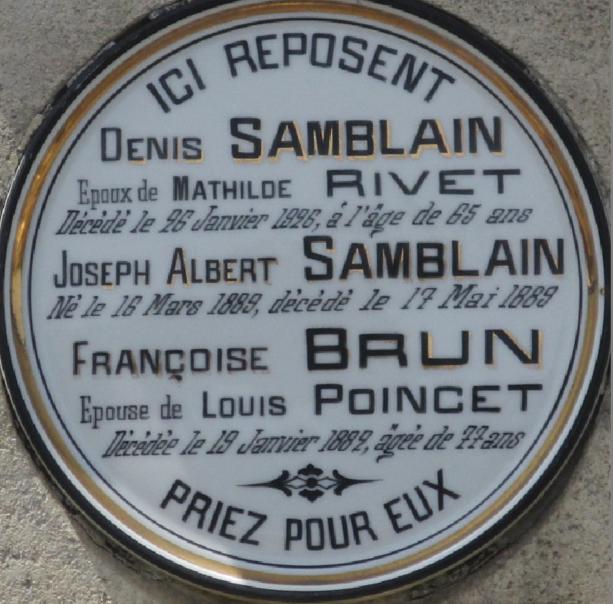 ICI REPOSENT
DENIS SAMBLAIN
Epoux de MATHILDE RIVET
Décédé le 26 Janvier 1896, à l'âge de 65 ans
JOSEPH ALBERT SAMBLAIN
Né le 16 Mars 1889, décédé le 17 Mai 1889
FRANÇOISE BRUN
Epouse de LOUIS POINCET
Décédée le 19 Janvier 1889, âgée de 77 ans
PRIEZ POUR EUX